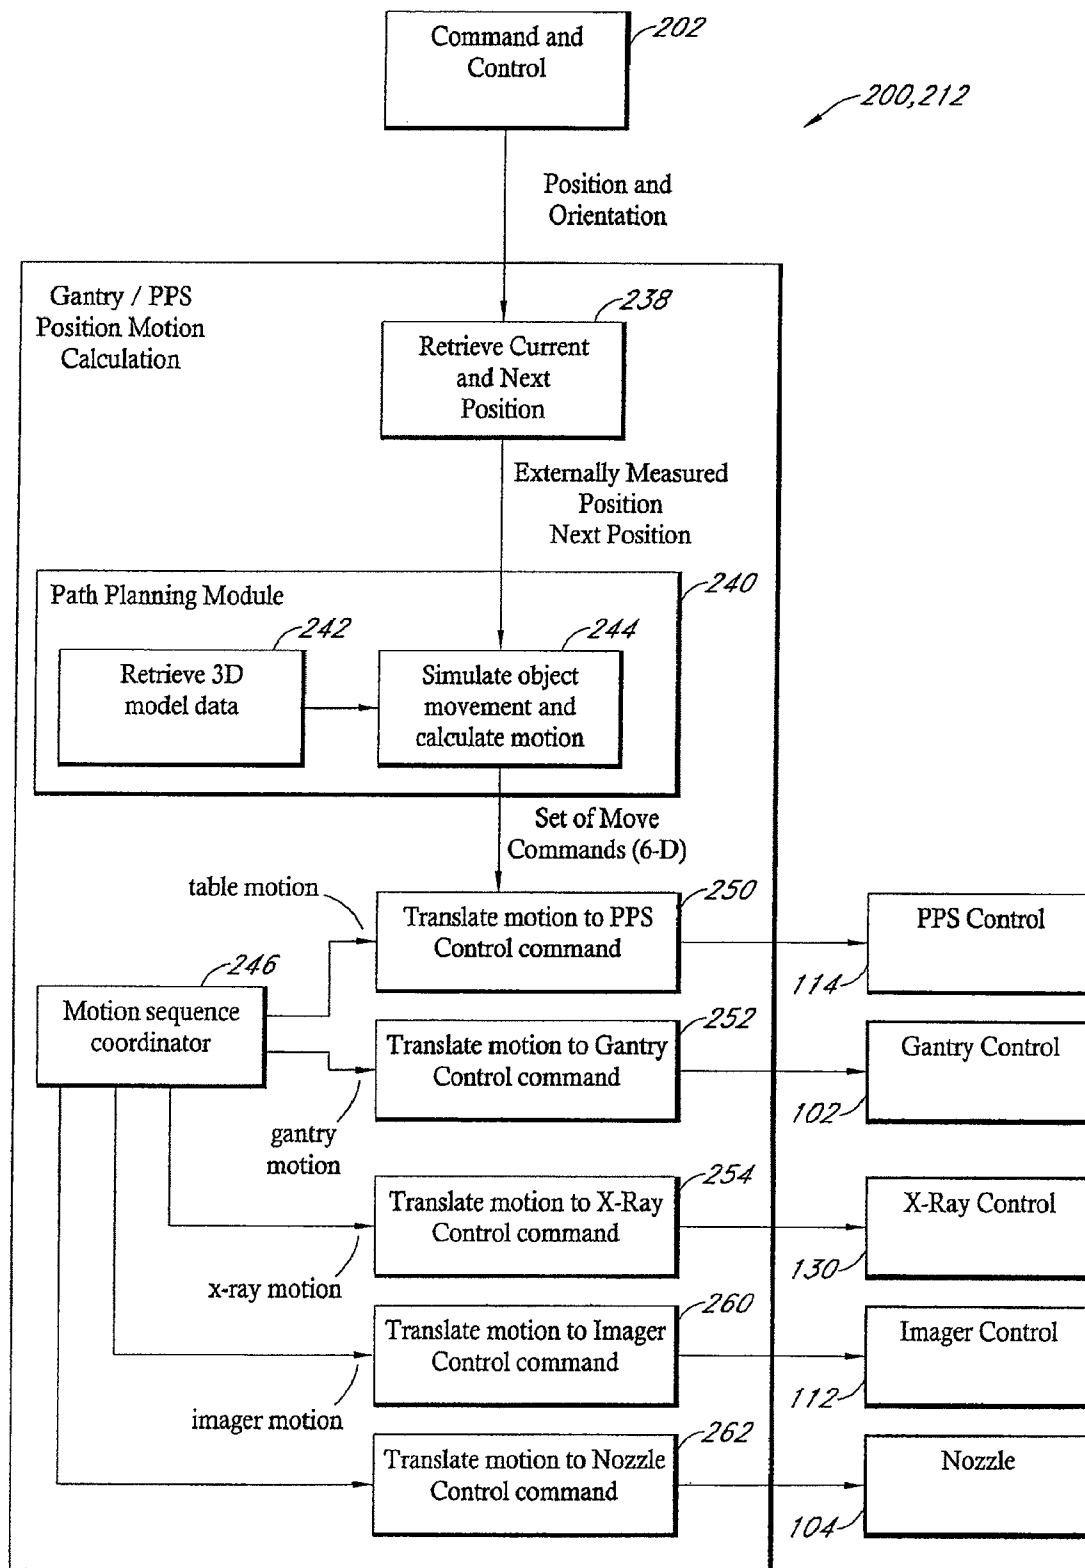 Command and
Control
202
200,212
Position and
Orientation
Gantry / PPS
Position Motion
Calculation
238
Retrieve Current
and Next
Position
Externally Measured
Position
Next Position
240
Path Planning Module
242
Retrieve 3D
model data
244
Simulate object
movement and
calculate motion
Set of Move
Commands (6-D)
table motion
250
Translate motion to PPS
Control command
PPS Control
114
246
Motion sequence
coordinator
252
Translate motion to Gantry
Control command
Gantry Control
102
gantry
motion
254
Translate motion to X-Ray
Control command
X-Ray Control
130
x-ray motion
260
Translate motion to Imager
Control command
Imager Control
112
imager motion
262
Translate motion to Nozzle
Control command
Nozzle
104